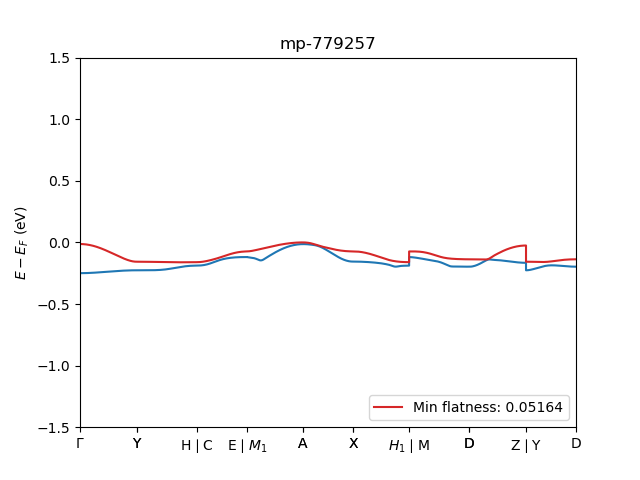 mp-779257
1.5
1.0
0.5
0.0
−0.5
−1.0
−1.5
E − E_F (eV)
Min flatness: 0.05164
Γ Y H | C E | M₁ A X H₁ | M D Z | Y D